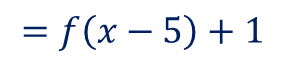 = f(x − 5) + 1